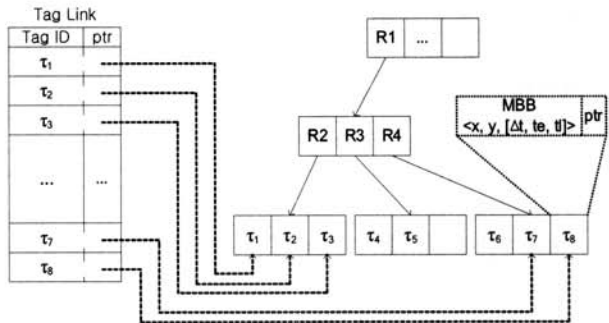 Tag Link
Tag ID ptr
τ1
τ2
τ3
... ...
τ7
τ8
R1 ...
MBB
<x, y, [Δt, te, tl]>
ptr
R2 R3 R4
τ1 τ2 τ3
τ4 τ5
τ6 τ7 τ8